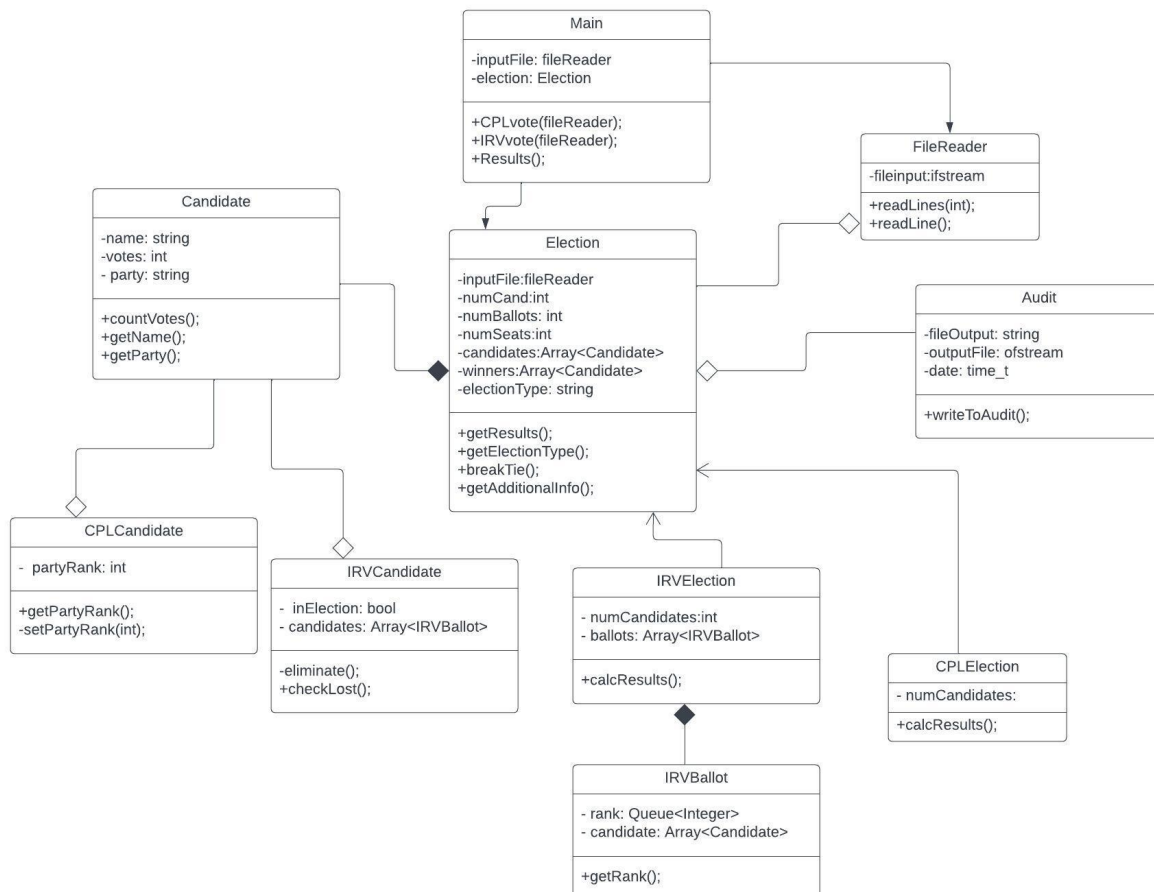 Main
-inputFile: fileReader
-election: Election
+CPLvote(fileReader);
+IRVvote(fileReader);
+Results();
FileReader
-fileinput:ifstream
+readLines(int);
+readLine();
Candidate
-name: string
-votes: int
- party: string
+countVotes();
+getName();
+getParty();
Election
-inputFile:fileReader
-numCand:int
-numBallots: int
-numSeats:int
-candidates:Array<Candidate>
-winners:Array<Candidate>
-electionType: string
+getResults();
+getElectionType();
+breakTie();
+getAdditionalInfo();
Audit
-fileOutput: string
-outputFile: ofstream
-date: time_t
+writeToAudit();
CPLCandidate
- partyRank: int
+getPartyRank();
-setPartyRank(int);
IRVCandidate
- inElection: bool
- candidates: Array<IRVBallot>
-eliminate();
+checkLost();
IRVElection
- numCandidates:int
- ballots: Array<IRVBallot>
+calcResults();
CPLElection
- numCandidates:
+calcResults();
IRVBallot
- rank: Queue<Integer>
- candidate: Array<Candidate>
+getRank();